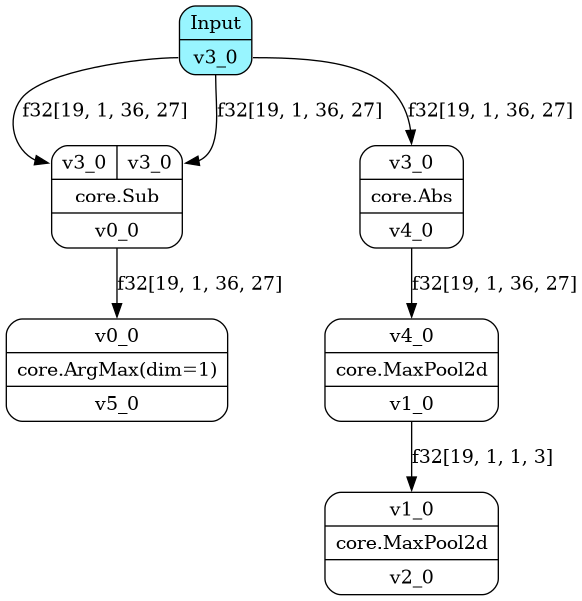 Input
v3_0
f32[19, 1, 36, 27]
f32[19, 1, 36, 27]
f32[19, 1, 36, 27]
v3_0 v3_0
core.Sub
v0_0
v3_0
core.Abs
v4_0
f32[19, 1, 36, 27]
f32[19, 1, 36, 27]
v0_0
core.ArgMax(dim=1)
v5_0
v4_0
core.MaxPool2d
v1_0
f32[19, 1, 1, 3]
v1_0
core.MaxPool2d
v2_0